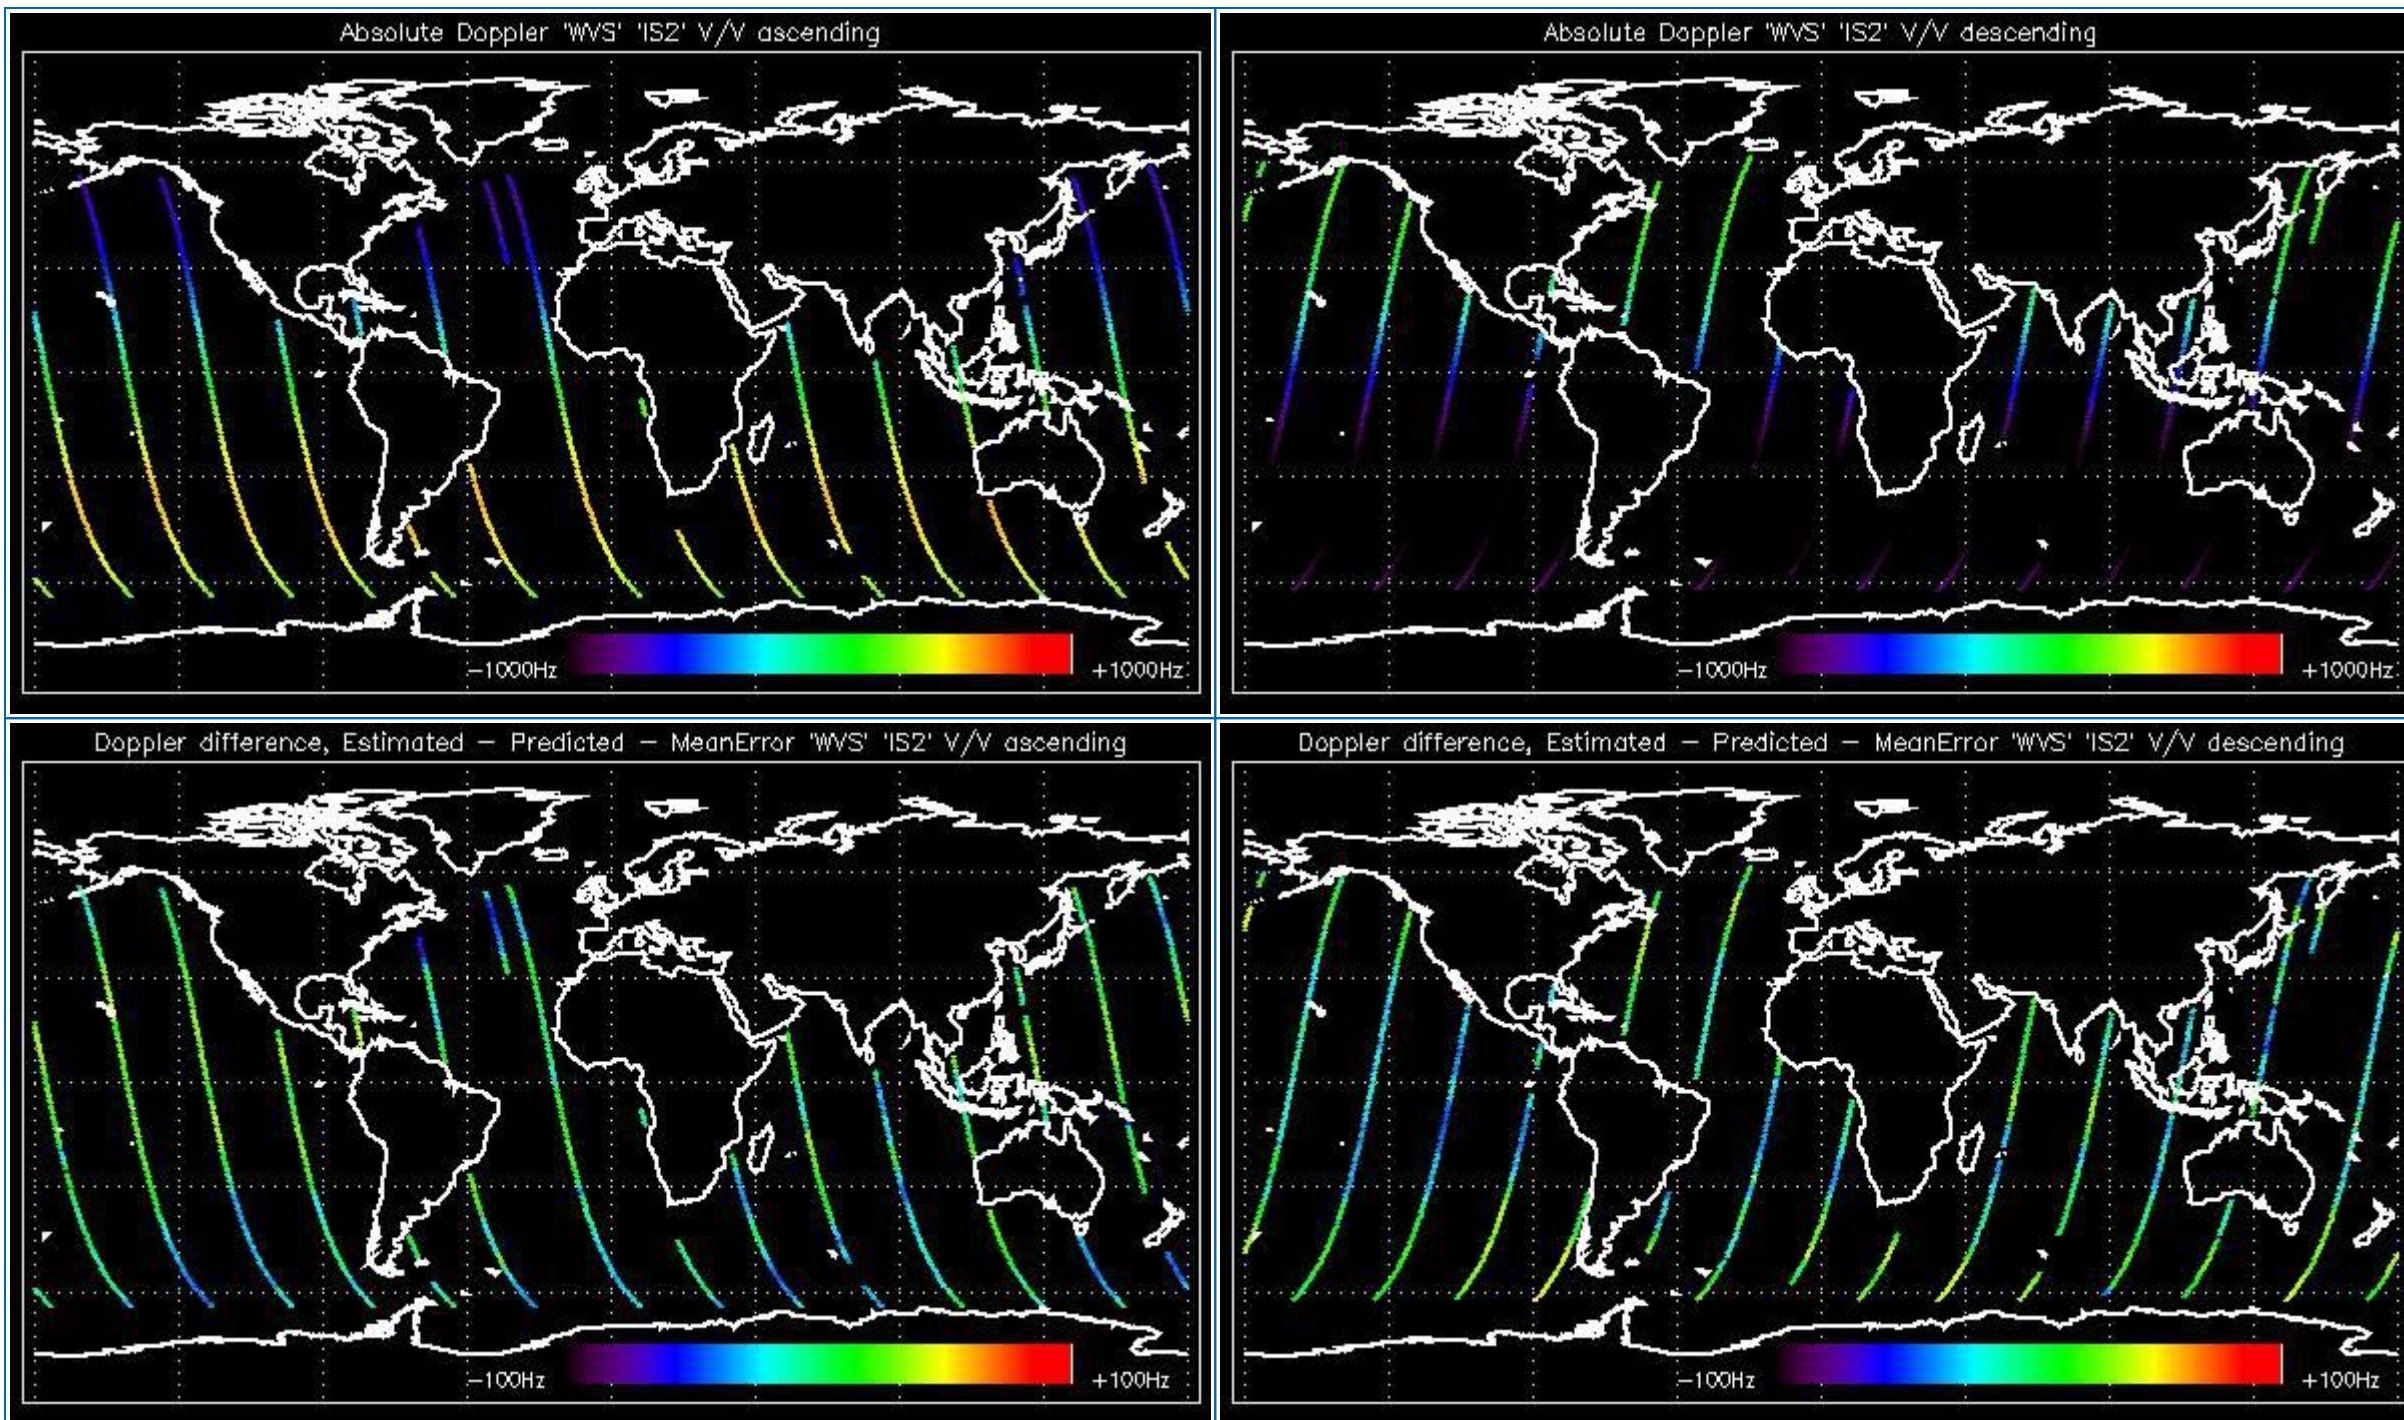 Absolute Doppler 'WVS' 'IS2' V/V ascending
-1000Hz
+1000Hz
Absolute Doppler 'WVS' 'IS2' V/V descending
-1000Hz
+1000Hz
Doppler difference, Estimated - Predicted - MeanError 'WVS' 'IS2' V/V ascending
-100Hz
+100Hz
Doppler difference, Estimated - Predicted - MeanError 'WVS' 'IS2' V/V descending
-100Hz
+100Hz